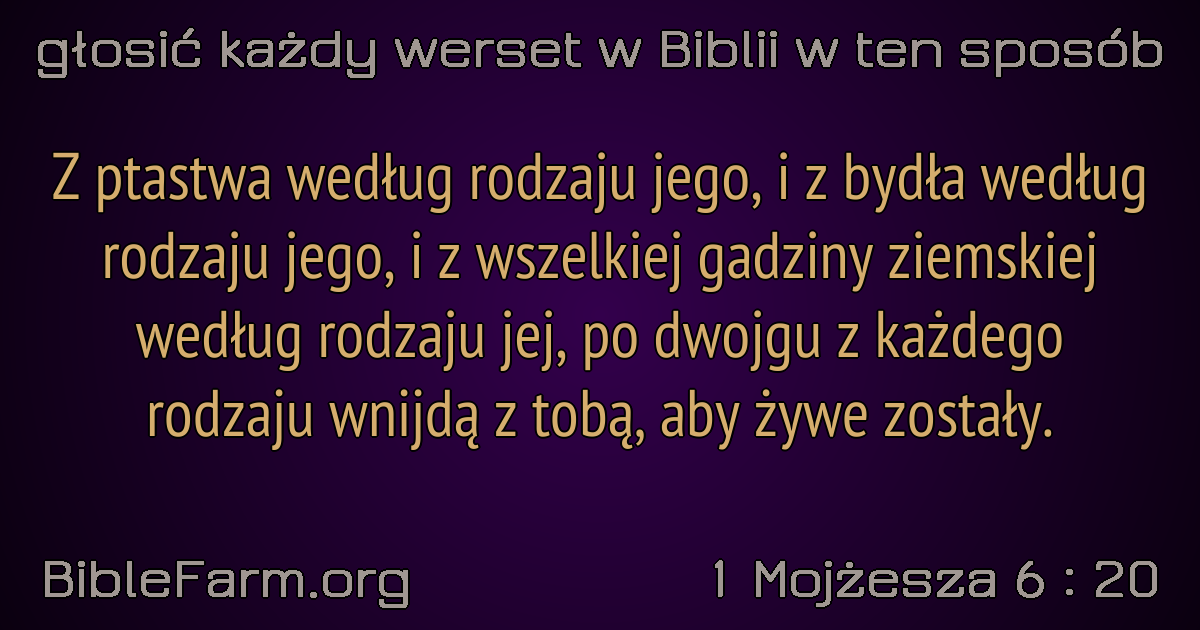 głosić każdy werset w Biblii w ten sposób
Z ptastwa według rodzaju jego, i z bydła według
rodzaju jego, i z wszelkiej gadziny ziemskiej
według rodzaju jej, po dwojgu z każdego
rodzaju wnijdą z tobą, aby żywe zostały.
BibleFarm.org
1 Mojżesza 6 : 20